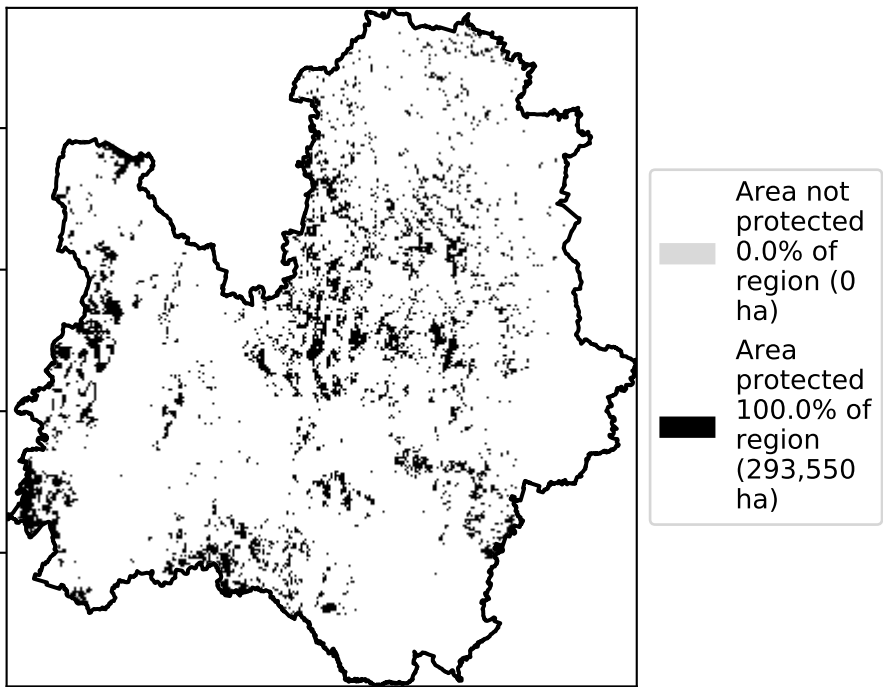 Area not
protected
0.0% of
region (0
ha)
Area
protected
100.0% of
region
(293,550
ha)